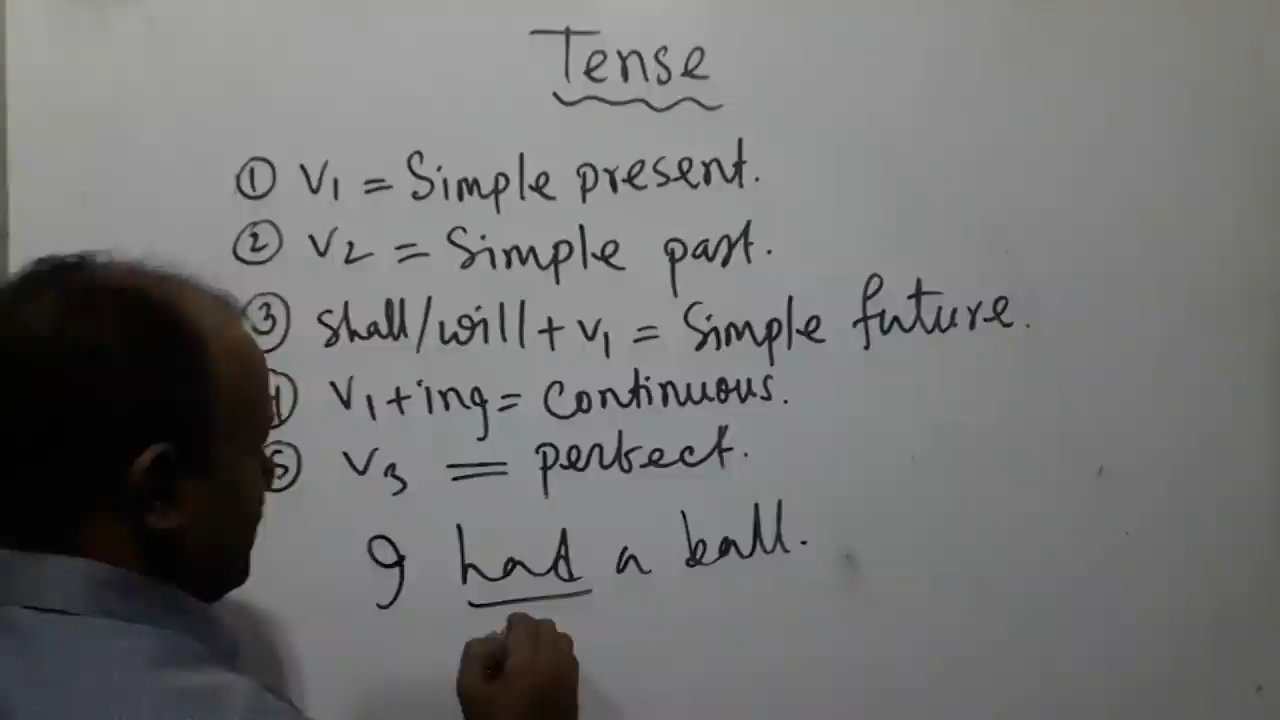 Tense
① V1 = Simple present.
② V2 = Simple past.
③ Shall/will + V1 = Simple future.
V1 + ing = Continuous.
⑤ V3 = perfect.
I had a ball.